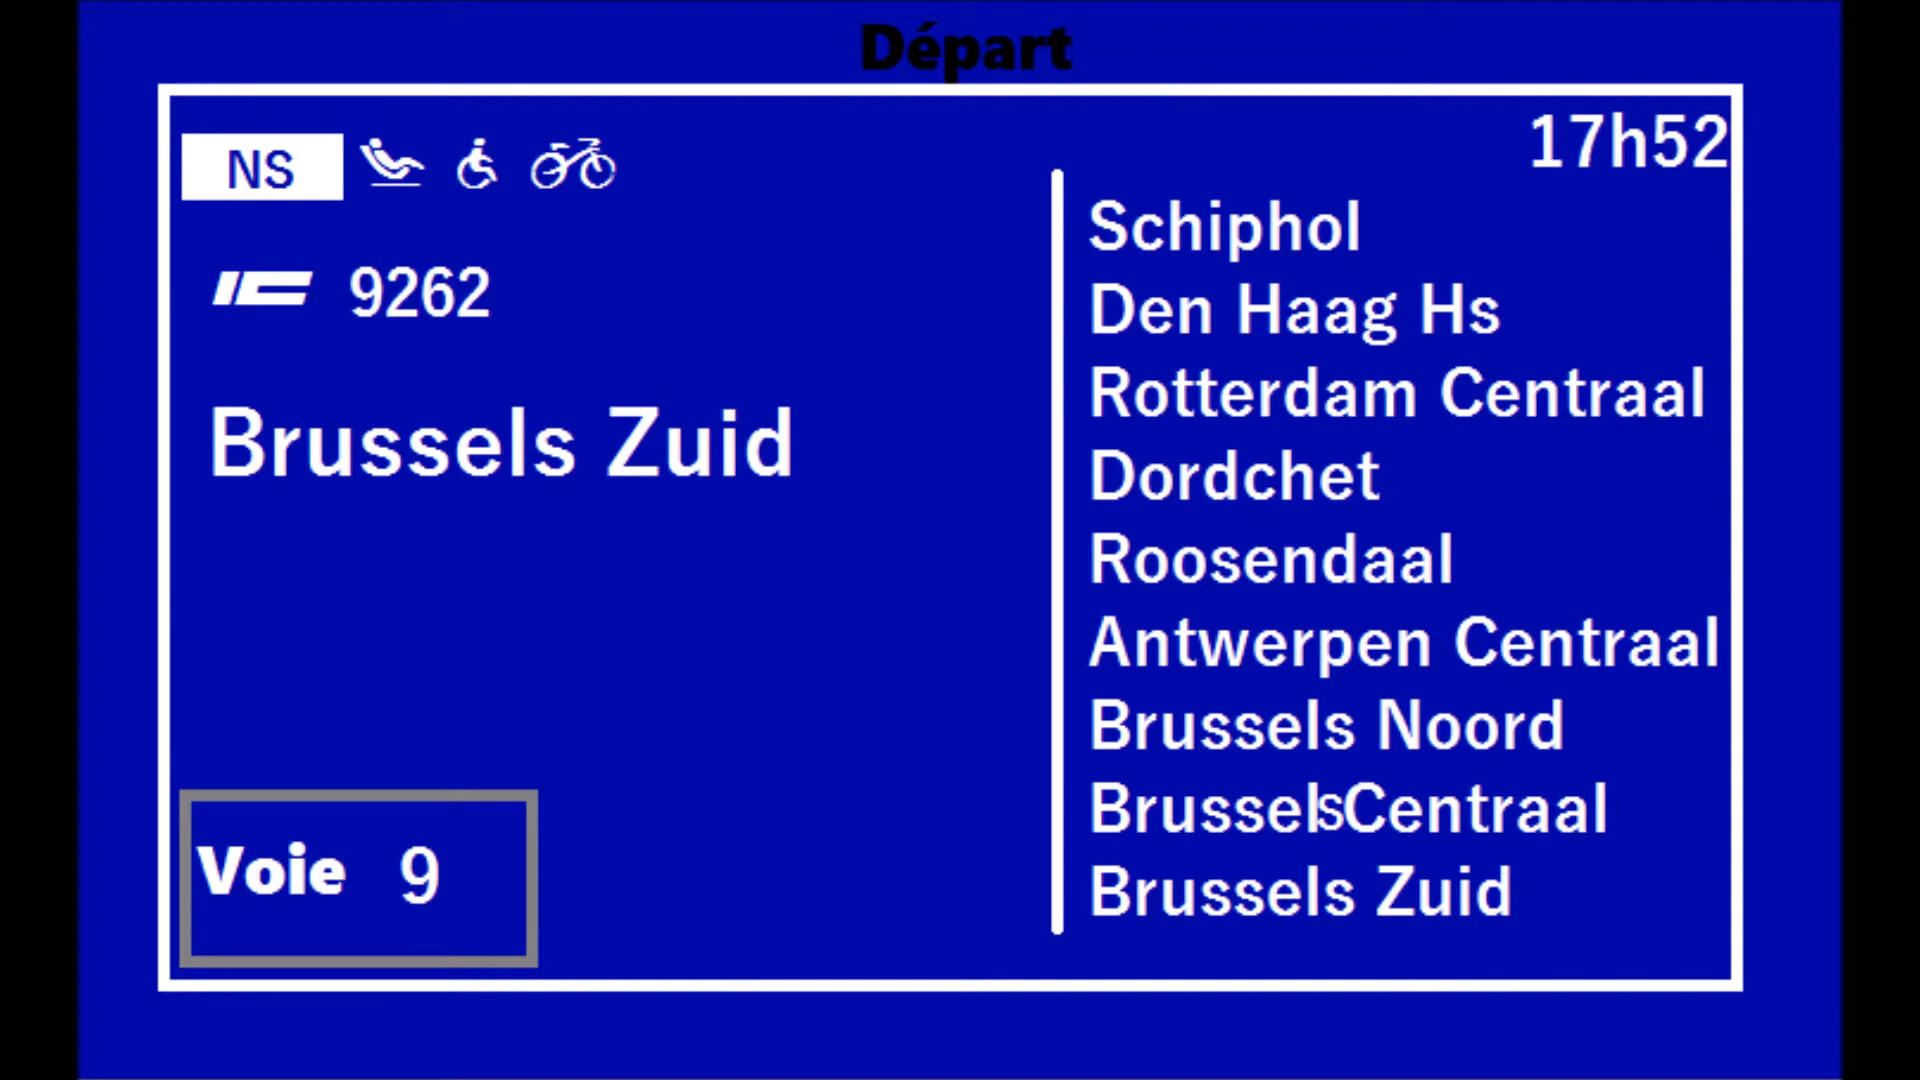 Départ
NS
17h52
IC 9262
Brussels Zuid
Schiphol
Den Haag Hs
Rotterdam Centraal
Dordchet
Roosendaal
Antwerpen Centraal
Brussels Noord
BrusselsCentraal
Brussels Zuid
Voie 9